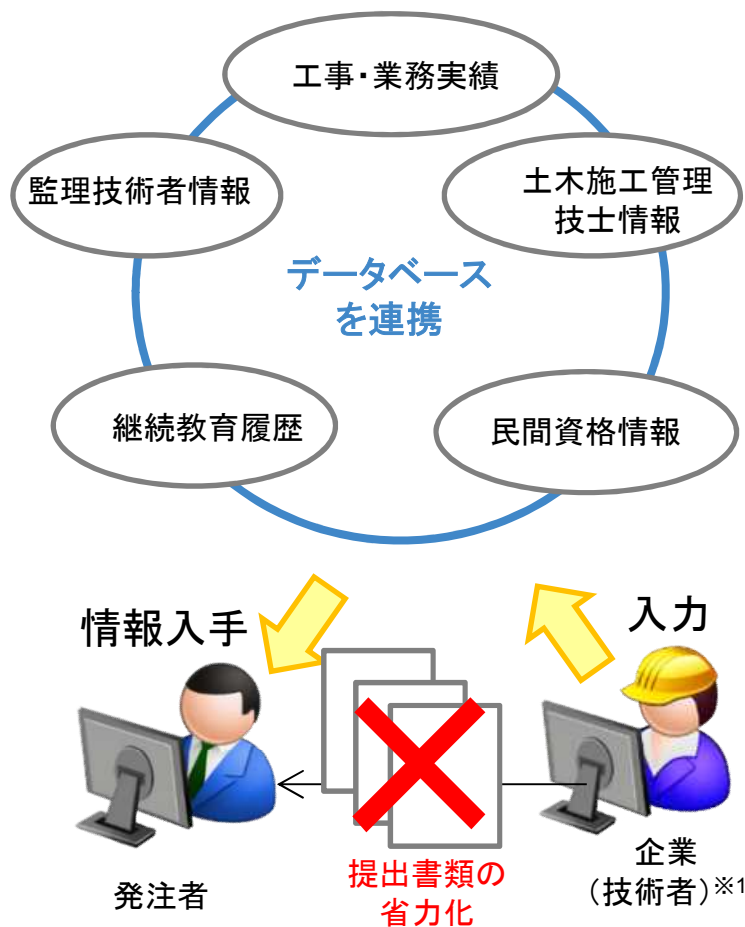 工事・業務実績
監理技術者情報
土木施工管理
技士情報
データベース
を連携
継続教育履歴
民間資格情報
情報入手
入力
発注者
提出書類の
省力化
企業
（技術者）※1